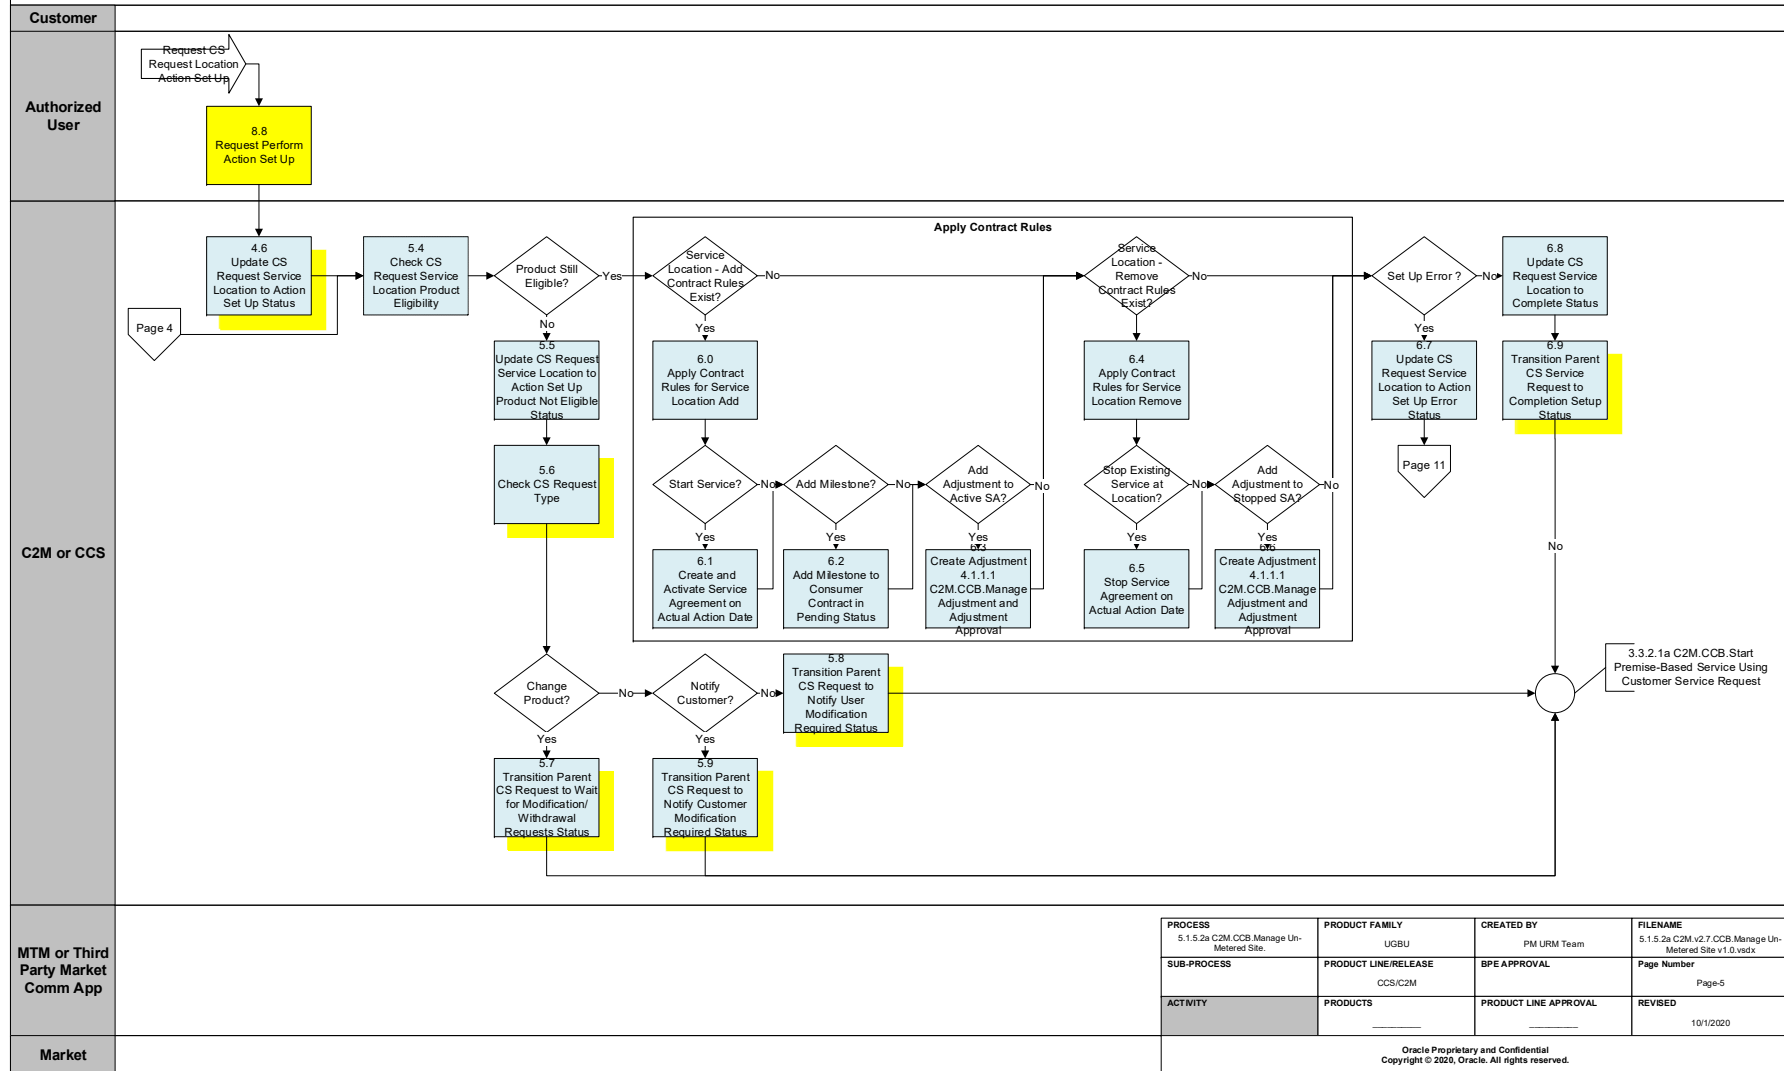 Customer
Authorized
User
Request CS
Request Location
Action Set Up
8.8
Request Perform
Action Set Up
C2M or CCS
4.6
Update CS
Request Service
Location to Action
Set Up Status
Page 4
5.4
Check CS
Request Service
Location Product
Eligibility
Product Still
Eligible?
Yes
No
5.5
Update CS Request
Service Location to
Action Set Up
Product Not Eligible
Status
5.6
Check CS Request
Type
Apply Contract Rules
Service
Location - Add
Contract Rules
Exist?
No
Yes
6.0
Apply Contract
Rules for Service
Location Add
Start Service?
No
Yes
6.1
Create and
Activate Service
Agreement on
Actual Action Date
Add Milestone?
No
Yes
6.2
Add Milestone to
Consumer
Contract in
Pending Status
Add
Adjustment to
Active SA?
No
Yes
6.3
Create Adjustment
4.1.1.1
C2M.CCB.Manage
Adjustment and
Adjustment
Approval
Service
Location -
Remove
Contract Rules
Exist?
No
6.4
Apply Contract
Rules for Service
Location Remove
Stop Existing
Service at
Location?
No
Yes
6.5
Stop Service
Agreement on
Actual Action Date
Add
Adjustment to
Stopped SA?
No
Yes
6.6
Create Adjustment
4.1.1.1
C2M.CCB.Manage
Adjustment and
Adjustment
Approval
Set Up Error ?
No
Yes
6.7
Update CS
Request Service
Location to Action
Set Up Error
Status
Page 11
6.8
Update CS
Request Service
Location to
Complete Status
6.9
Transition Parent
CS Service
Request to
Completion Setup
Status
No
Change
Product?
No
Yes
5.7
Transition Parent
CS Request to Wait
for Modification/
Withdrawal
Requests Status
Notify
Customer?
No
Yes
5.9
Transition Parent
CS Request to
Notify Customer
Modification
Required Status
5.8
Transition Parent
CS Request to
Notify User
Modification
Required Status
3.3.2.1a C2M.CCB.Start
Premise-Based Service Using
Customer Service Request
MTM or Third
Party Market
Comm App
Market
PROCESS
5.1.5.2a C2M.CCB.Manage Un-
Metered Site.
PRODUCT FAMILY
UGBU
CREATED BY
PM URM Team
FILENAME
5.1.5.2a C2M.v2.7.CCB.Manage Un-
Metered Site v1.0.vsdx
SUB-PROCESS
PRODUCT LINE/RELEASE
CCS/C2M
BPE APPROVAL
Page Number
Page-5
ACTIVITY
PRODUCTS
PRODUCT LINE APPROVAL
REVISED
10/1/2020
Oracle Proprietary and Confidential
Copyright © 2020, Oracle. All rights reserved.